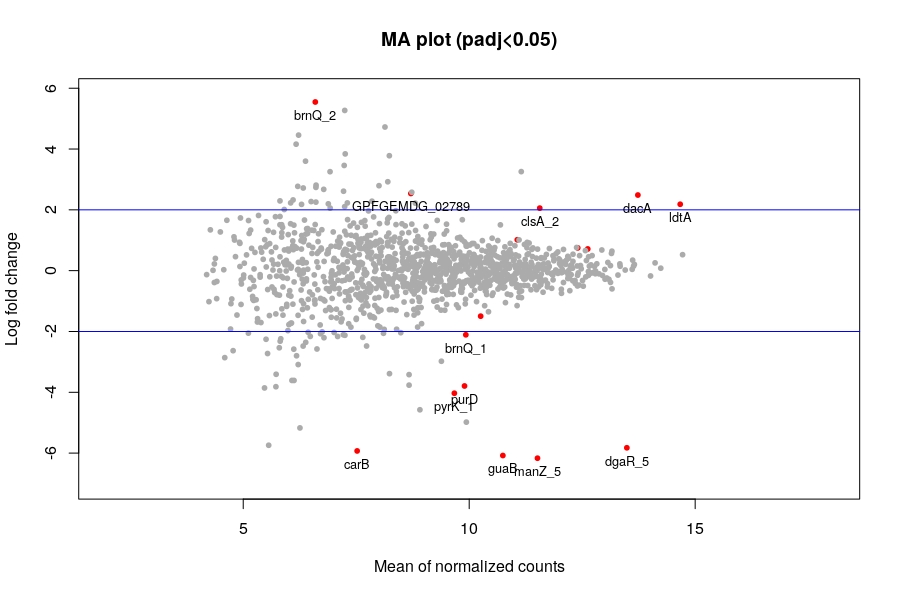 MA plot (padj<0.05)
6
4
2
0
-2
-4
-6
Log fold change
brnQ_2
GPFGEMDG_02789
dacA
ldtA
clsA_2
brnQ_1
purD
pyrK_1
carB
guaB
manZ_5
dgaR_5
5
10
15
Mean of normalized counts